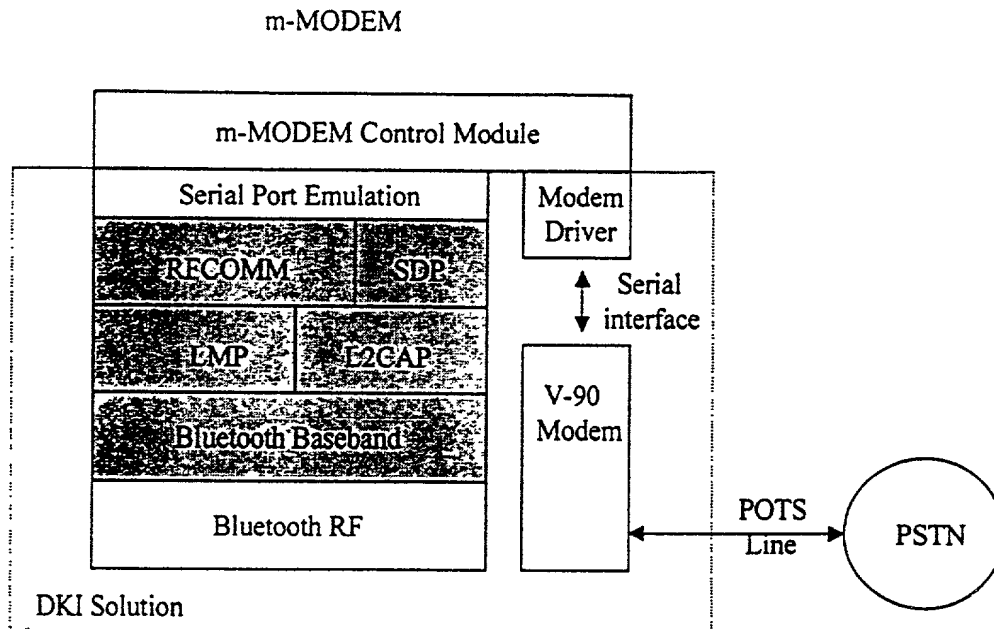 m-MODEM
m-MODEM Control Module
Serial Port Emulation
Modem
Driver
RECOMM
SDP
Serial
interface
LMP
L2CAP
V-90
Modem
Bluetooth Baseband
Bluetooth RF
POTS
Line
PSTN
DKI Solution